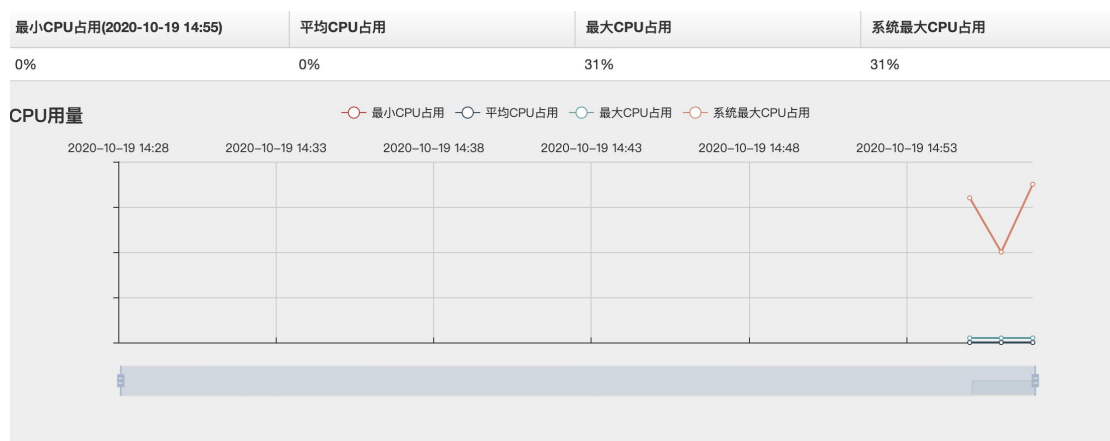 最小CPU占用(2020-10-19 14:55) 平均CPU占用 最大CPU占用 系统最大CPU占用
0% 0% 31% 31%
CPU用量 最小CPU占用 平均CPU占用 最大CPU占用 系统最大CPU占用
2020-10-19 14:28 2020-10-19 14:33 2020-10-19 14:38 2020-10-19 14:43 2020-10-19 14:48 2020-10-19 14:53